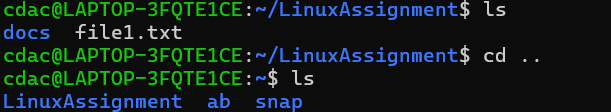 cdac@LAPTOP-3FQTE1CE:~/LinuxAssignment$ ls
docs  file1.txt
cdac@LAPTOP-3FQTE1CE:~/LinuxAssignment$ cd ..
cdac@LAPTOP-3FQTE1CE:~$ ls
LinuxAssignment  ab  snap